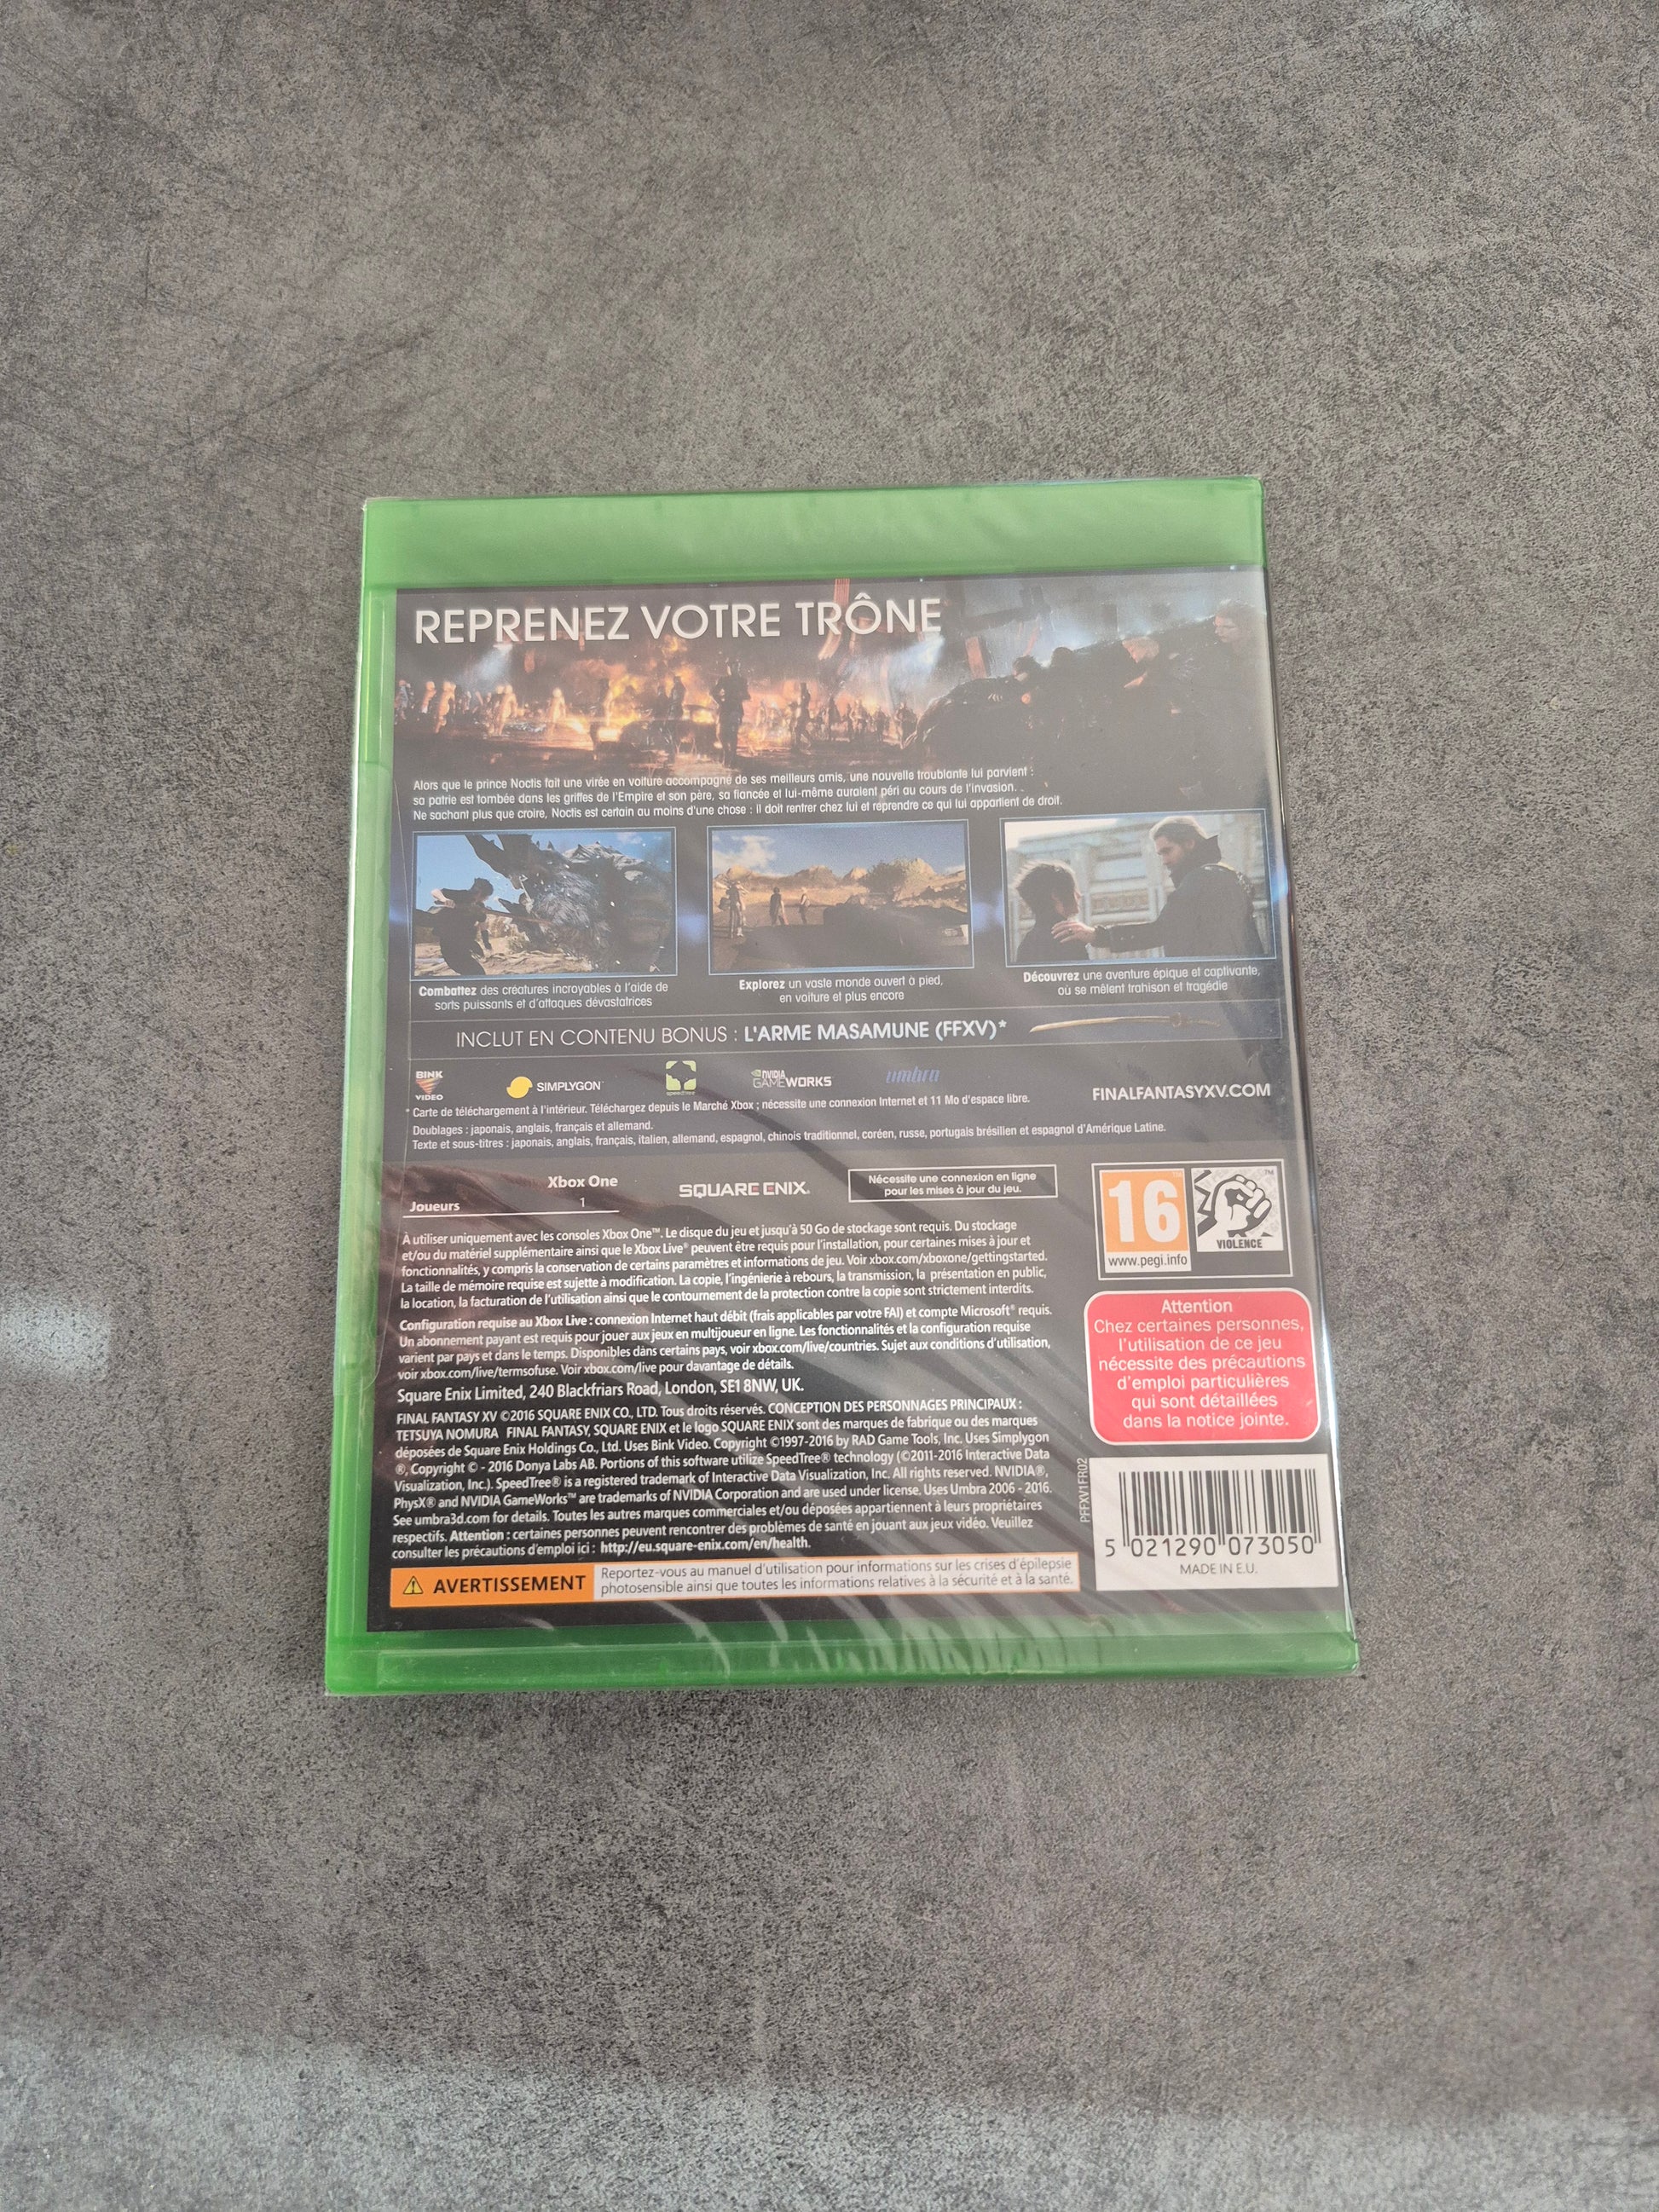 REPRENEZ VOTRE TRÔNE
Alors que le prince Noctis fait une virée en voiture accompagné de ses meilleurs amis, une nouvelle troublante lui parvient :
sa patrie est tombée dans les griffes de l'Empire et son père, sa fiancée et lui-même auraient péri au cours de l'invasion.
Ne sachant plus que croire, Noctis est certain au moins d'une chose : il doit rentrer chez lui et reprendre ce qui lui appartient de droit.
Combattez des créatures incroyables à l'aide de
sorts puissants et d'attaques dévastatrices
Explorez un vaste monde ouvert à pied,
en voiture et plus encore
Découvrez une aventure épique et captivante,
où se mêlent trahison et tragédie
INCLUT EN CONTENU BONUS : L'ARME MASAMUNE (FFXV)*
BINK
VIDEO
SIMPLYGON
speedtree
NVIDIA
GAMEWORKS
umbra
FINALFANTASYXV.COM
* Carte de téléchargement à l'intérieur. Téléchargez depuis le Marché Xbox ; nécessite une connexion Internet et 11 Mo d'espace libre.
Doublages : japonais, anglais, français et allemand.
Texte et sous-titres : japonais, anglais, français, italien, allemand, espagnol, chinois traditionnel, coréen, russe, portugais brésilien et espagnol d'Amérique Latine.
Xbox One
Joueurs 1
SQUARE ENIX.
Nécessite une connexion en ligne
pour les mises à jour du jeu.
16
www.pegi.info
VIOLENCE
TM
À utiliser uniquement avec les consoles Xbox One™. Le disque du jeu et jusqu'à 50 Go de stockage sont requis. Du stockage
et/ou du matériel supplémentaire ainsi que le Xbox Live® peuvent être requis pour l'installation, pour certaines mises à jour et
fonctionnalités, y compris la conservation de certains paramètres et informations de jeu. Voir xbox.com/xboxone/gettingstarted.
La taille de mémoire requise est sujette à modification. La copie, l'ingénierie à rebours, la transmission, la présentation en public,
la location, la facturation de l'utilisation ainsi que le contournement de la protection contre la copie sont strictement interdits.
Configuration requise au Xbox Live : connexion Internet haut débit (frais applicables par votre FAI) et compte Microsoft® requis.
Un abonnement payant est requis pour jouer aux jeux en multijoueur en ligne. Les fonctionnalités et la configuration requise
varient par pays et dans le temps. Disponibles dans certains pays, voir xbox.com/live/countries. Sujet aux conditions d'utilisation,
voir xbox.com/live/termsofuse. Voir xbox.com/live pour davantage de détails.
Square Enix Limited, 240 Blackfriars Road, London, SE1 8NW, UK.
FINAL FANTASY XV ©2016 SQUARE ENIX CO., LTD. Tous droits réservés. CONCEPTION DES PERSONNAGES PRINCIPAUX :
TETSUYA NOMURA FINAL FANTASY, SQUARE ENIX et le logo SQUARE ENIX sont des marques de fabrique ou des marques
déposées de Square Enix Holdings Co., Ltd. Uses Bink Video. Copyright ©1997-2016 by RAD Game Tools, Inc. Uses Simplygon
®, Copyright © - 2016 Donya Labs AB. Portions of this software utilize SpeedTree® technology (©2011-2016 Interactive Data
Visualization, Inc.). SpeedTree® is a registered trademark of Interactive Data Visualization, Inc. All rights reserved. NVIDIA®,
PhysX® and NVIDIA GameWorks™ are trademarks of NVIDIA Corporation and are used under license. Uses Umbra 2006 - 2016.
See umbra3d.com for details. Toutes les autres marques commerciales et/ou déposées appartiennent à leurs propriétaires
respectifs. Attention : certaines personnes peuvent rencontrer des problèmes de santé en jouant aux jeux vidéo. Veuillez
consulter les précautions d'emploi ici : http://eu.square-enix.com/en/health.
Attention
Chez certaines personnes,
l'utilisation de ce jeu
nécessite des précautions
d'emploi particulières
qui sont détaillées
dans la notice jointe.
PFFXV1FR02
5 021290 073050
MADE IN E.U.
AVERTISSEMENT
Reportez-vous au manuel d'utilisation pour informations sur les crises d'épilepsie
photosensible ainsi que toutes les informations relatives à la sécurité et à la santé.